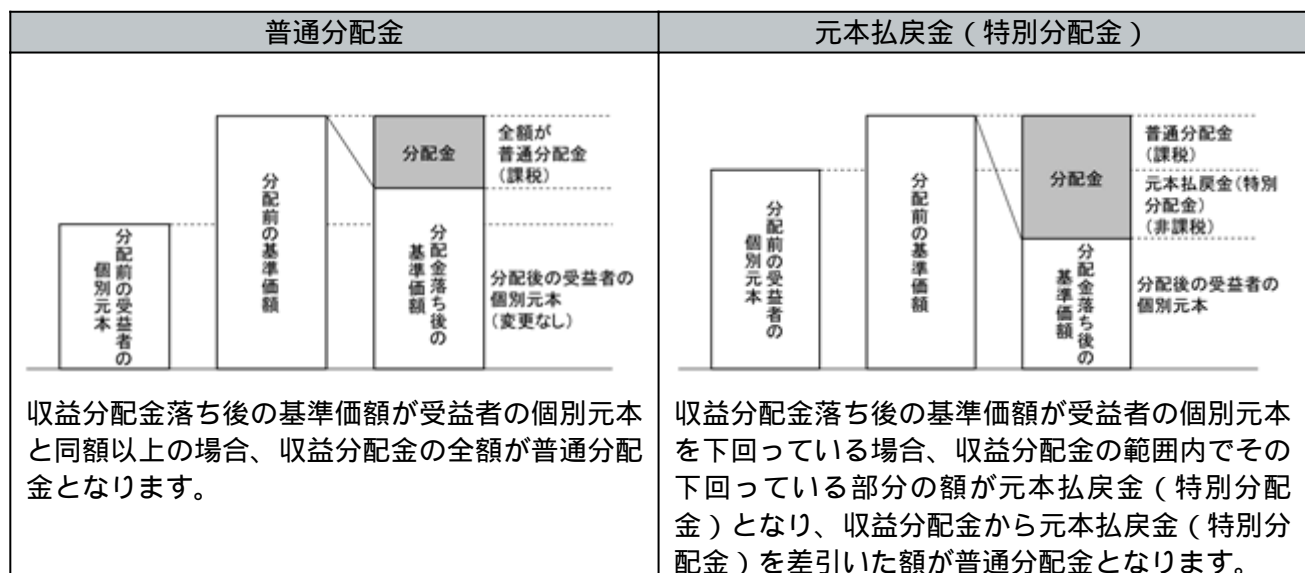 普通分配金
分配前の受益者の
個別元本
分配前の基準価額
分配金
分配金落ち後の
基準価額
全額が
普通分配金
(課税)
分配後の受益者の
個別元本
(変更なし)
収益分配金落ち後の基準価額が受益者の個別元本
と同額以上の場合、収益分配金の全額が普通分配
金となります。
元本払戻金（特別分配金）
分配前の受益者の
個別元本
分配前の基準価額
分配金
分配金落ち後の
基準価額
普通分配金
(課税)
元本払戻金(特別
分配金)
(非課税)
分配後の受益者の
個別元本
収益分配金落ち後の基準価額が受益者の個別元本
を下回っている場合、収益分配金の範囲内でその
下回っている部分の額が元本払戻金（特別分配
金）となり、収益分配金から元本払戻金（特別分
配金）を差引いた額が普通分配金となります。